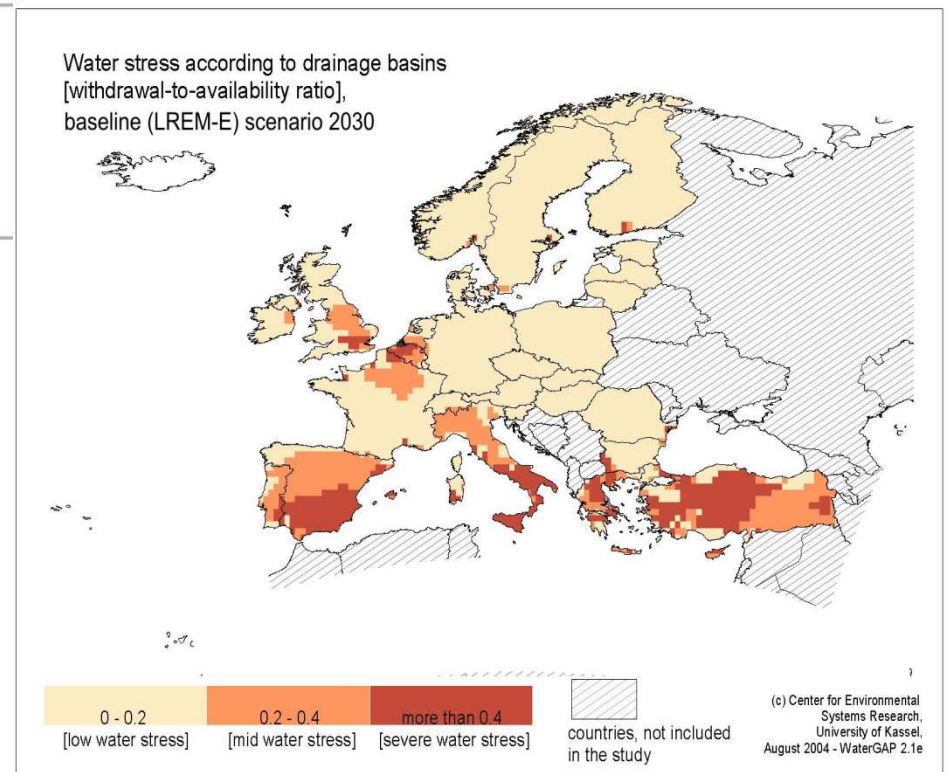 Water stress according to drainage basins
[withdrawal-to-availability ratio],
baseline (LREM-E) scenario 2030
0 - 0.2
[low water stress]
0.2 - 0.4
[mid water stress]
more than 0.4
[severe water stress]
countries, not included
in the study
(c) Center for Environmental
Systems Research,
University of Kassel,
August 2004 - WaterGAP 2.1e